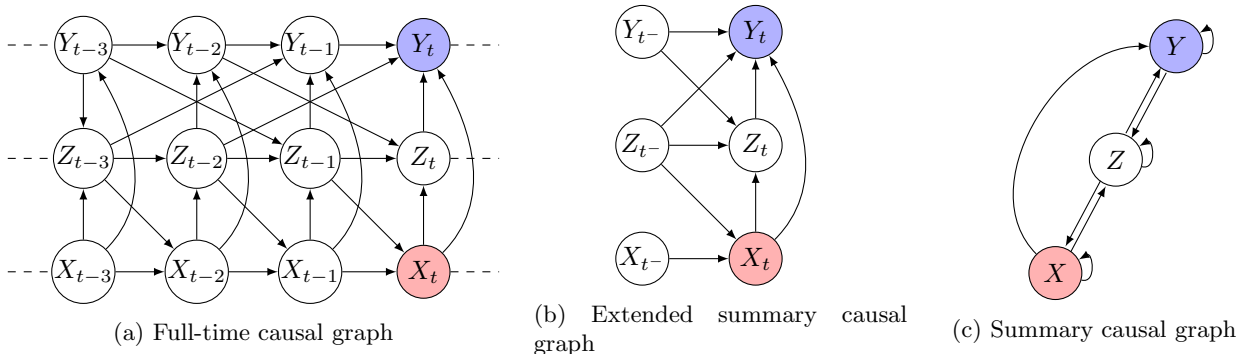 Y_{t−3} Y_{t−2} Y_{t−1} Y_t
Z_{t−3} Z_{t−2} Z_{t−1} Z_t
X_{t−3} X_{t−2} X_{t−1} X_t
(a) Full-time causal graph
Y_{t−} Y_t
Z_{t−} Z_t
X_{t−} X_t
(b) Extended summary causal
graph
Y
Z
X
(c) Summary causal graph